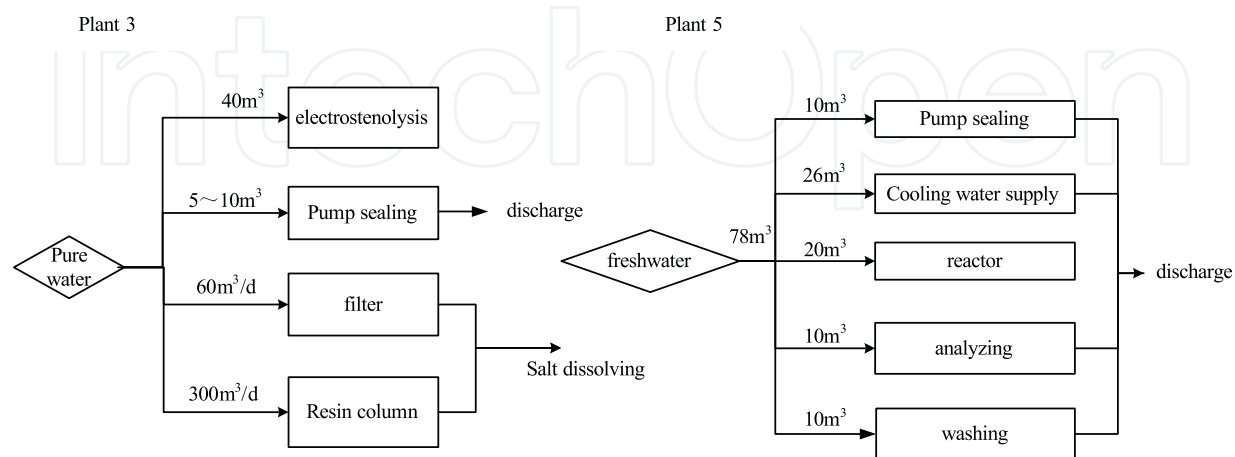 Plant 3
40m³
electrostenolysis
5～10m³
Pump sealing
discharge
Pure
water
60m³/d
filter
Salt dissolving
300m³/d
Resin column
Plant 5
10m³
Pump sealing
26m³
Cooling water supply
78m³
freshwater
20m³
reactor
discharge
10m³
analyzing
10m³
washing
IntechOpen